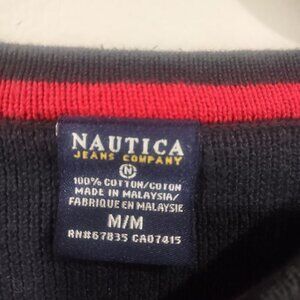 NAUTICA
JEANS COMPANY
N
100% COTTON/COTON
MADE IN MALAYSIA/
FABRIQUE EN MALAYSIE
M/M
RN#67835 CA07415